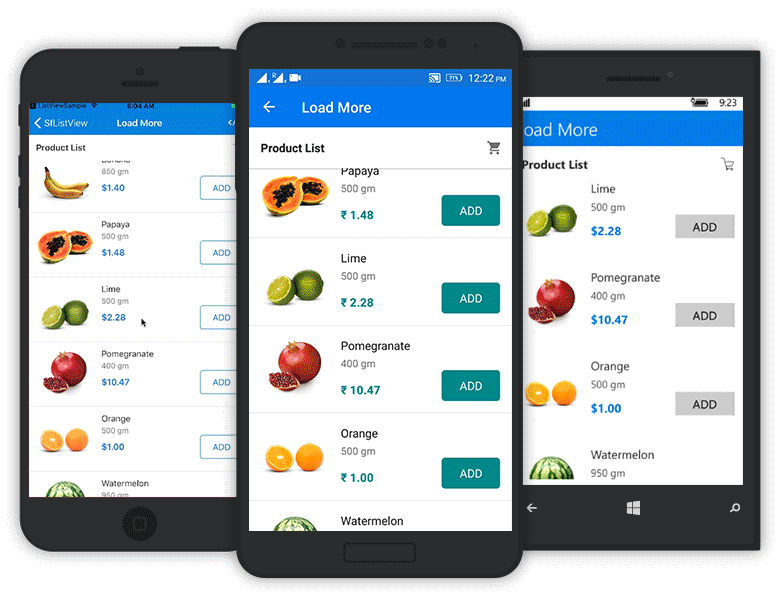 ListViewSample
6:04 AM
SfListView
Load More
</
Product List
Banana
850 gm
$1.40
ADD
Papaya
500 gm
$1.48
ADD
Lime
500 gm
$2.28
ADD
Pomegranate
400 gm
$10.47
ADD
Orange
500 gm
$1.00
ADD
Watermelon
950 gm
R
71%
12:22 PM
Load More
Product List
Papaya
500 gm
₹ 1.48
ADD
Lime
500 gm
₹ 2.28
ADD
Pomegranate
400 gm
₹ 10.47
ADD
Orange
500 gm
₹ 1.00
ADD
Watermelon
9:23
oad More
Product List
Lime
500 gm
$2.28
ADD
Pomegranate
400 gm
$10.47
ADD
Orange
500 gm
$1.00
ADD
Watermelon
950 gm